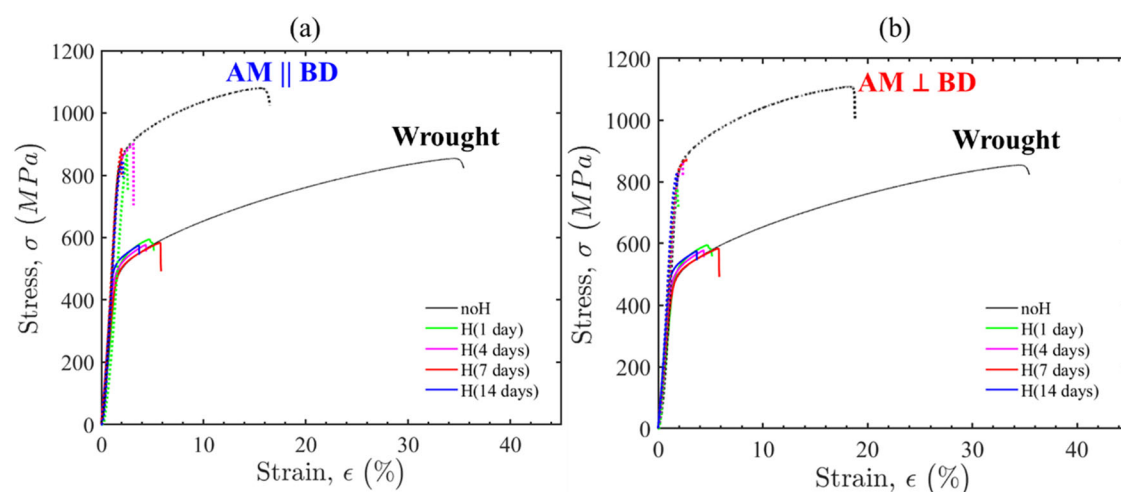 (a)
1200
1000
800
600
400
200
0
0
10
20
30
40
Stress, σ (MPa)
Strain, ϵ (%)
AM || BD
Wrought
noH
H(1 day)
H(4 days)
H(7 days)
H(14 days)
(b)
1200
1000
800
600
400
200
0
0
10
20
30
40
Stress, σ (MPa)
Strain, ϵ (%)
AM ⊥ BD
Wrought
noH
H(1 day)
H(4 days)
H(7 days)
H(14 days)